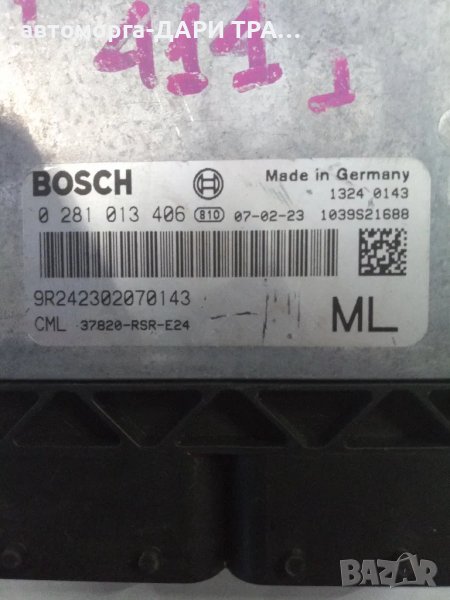 автоморга-ДАРИ ТРА...
411
BOSCH
Made in Germany
1324 0143
0 281 013 406 810 07-02-23 1039S21688
9R242302070143
CML 37820-RSR-E24
ML
BAZAR